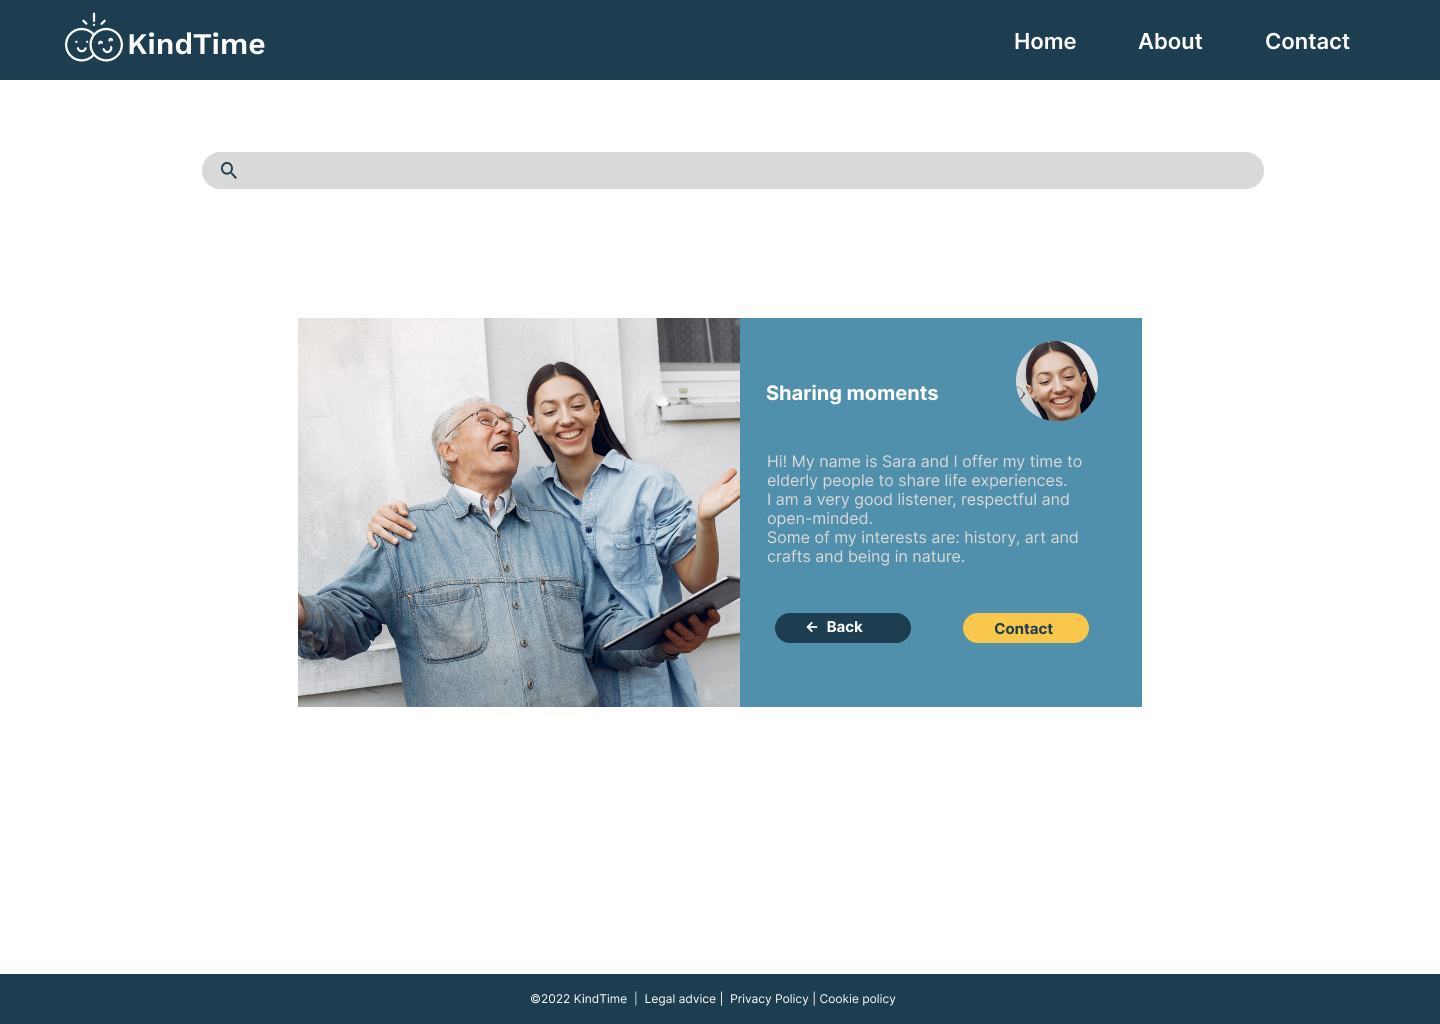 KindTime
Home
About
Contact
Sharing moments
Hi! My name is Sara and I offer my time to
elderly people to share life experiences.
I am a very good listener, respectful and
open-minded.
Some of my interests are: history, art and
crafts and being in nature.
← Back
Contact
©2022 KindTime | Legal advice | Privacy Policy | Cookie policy